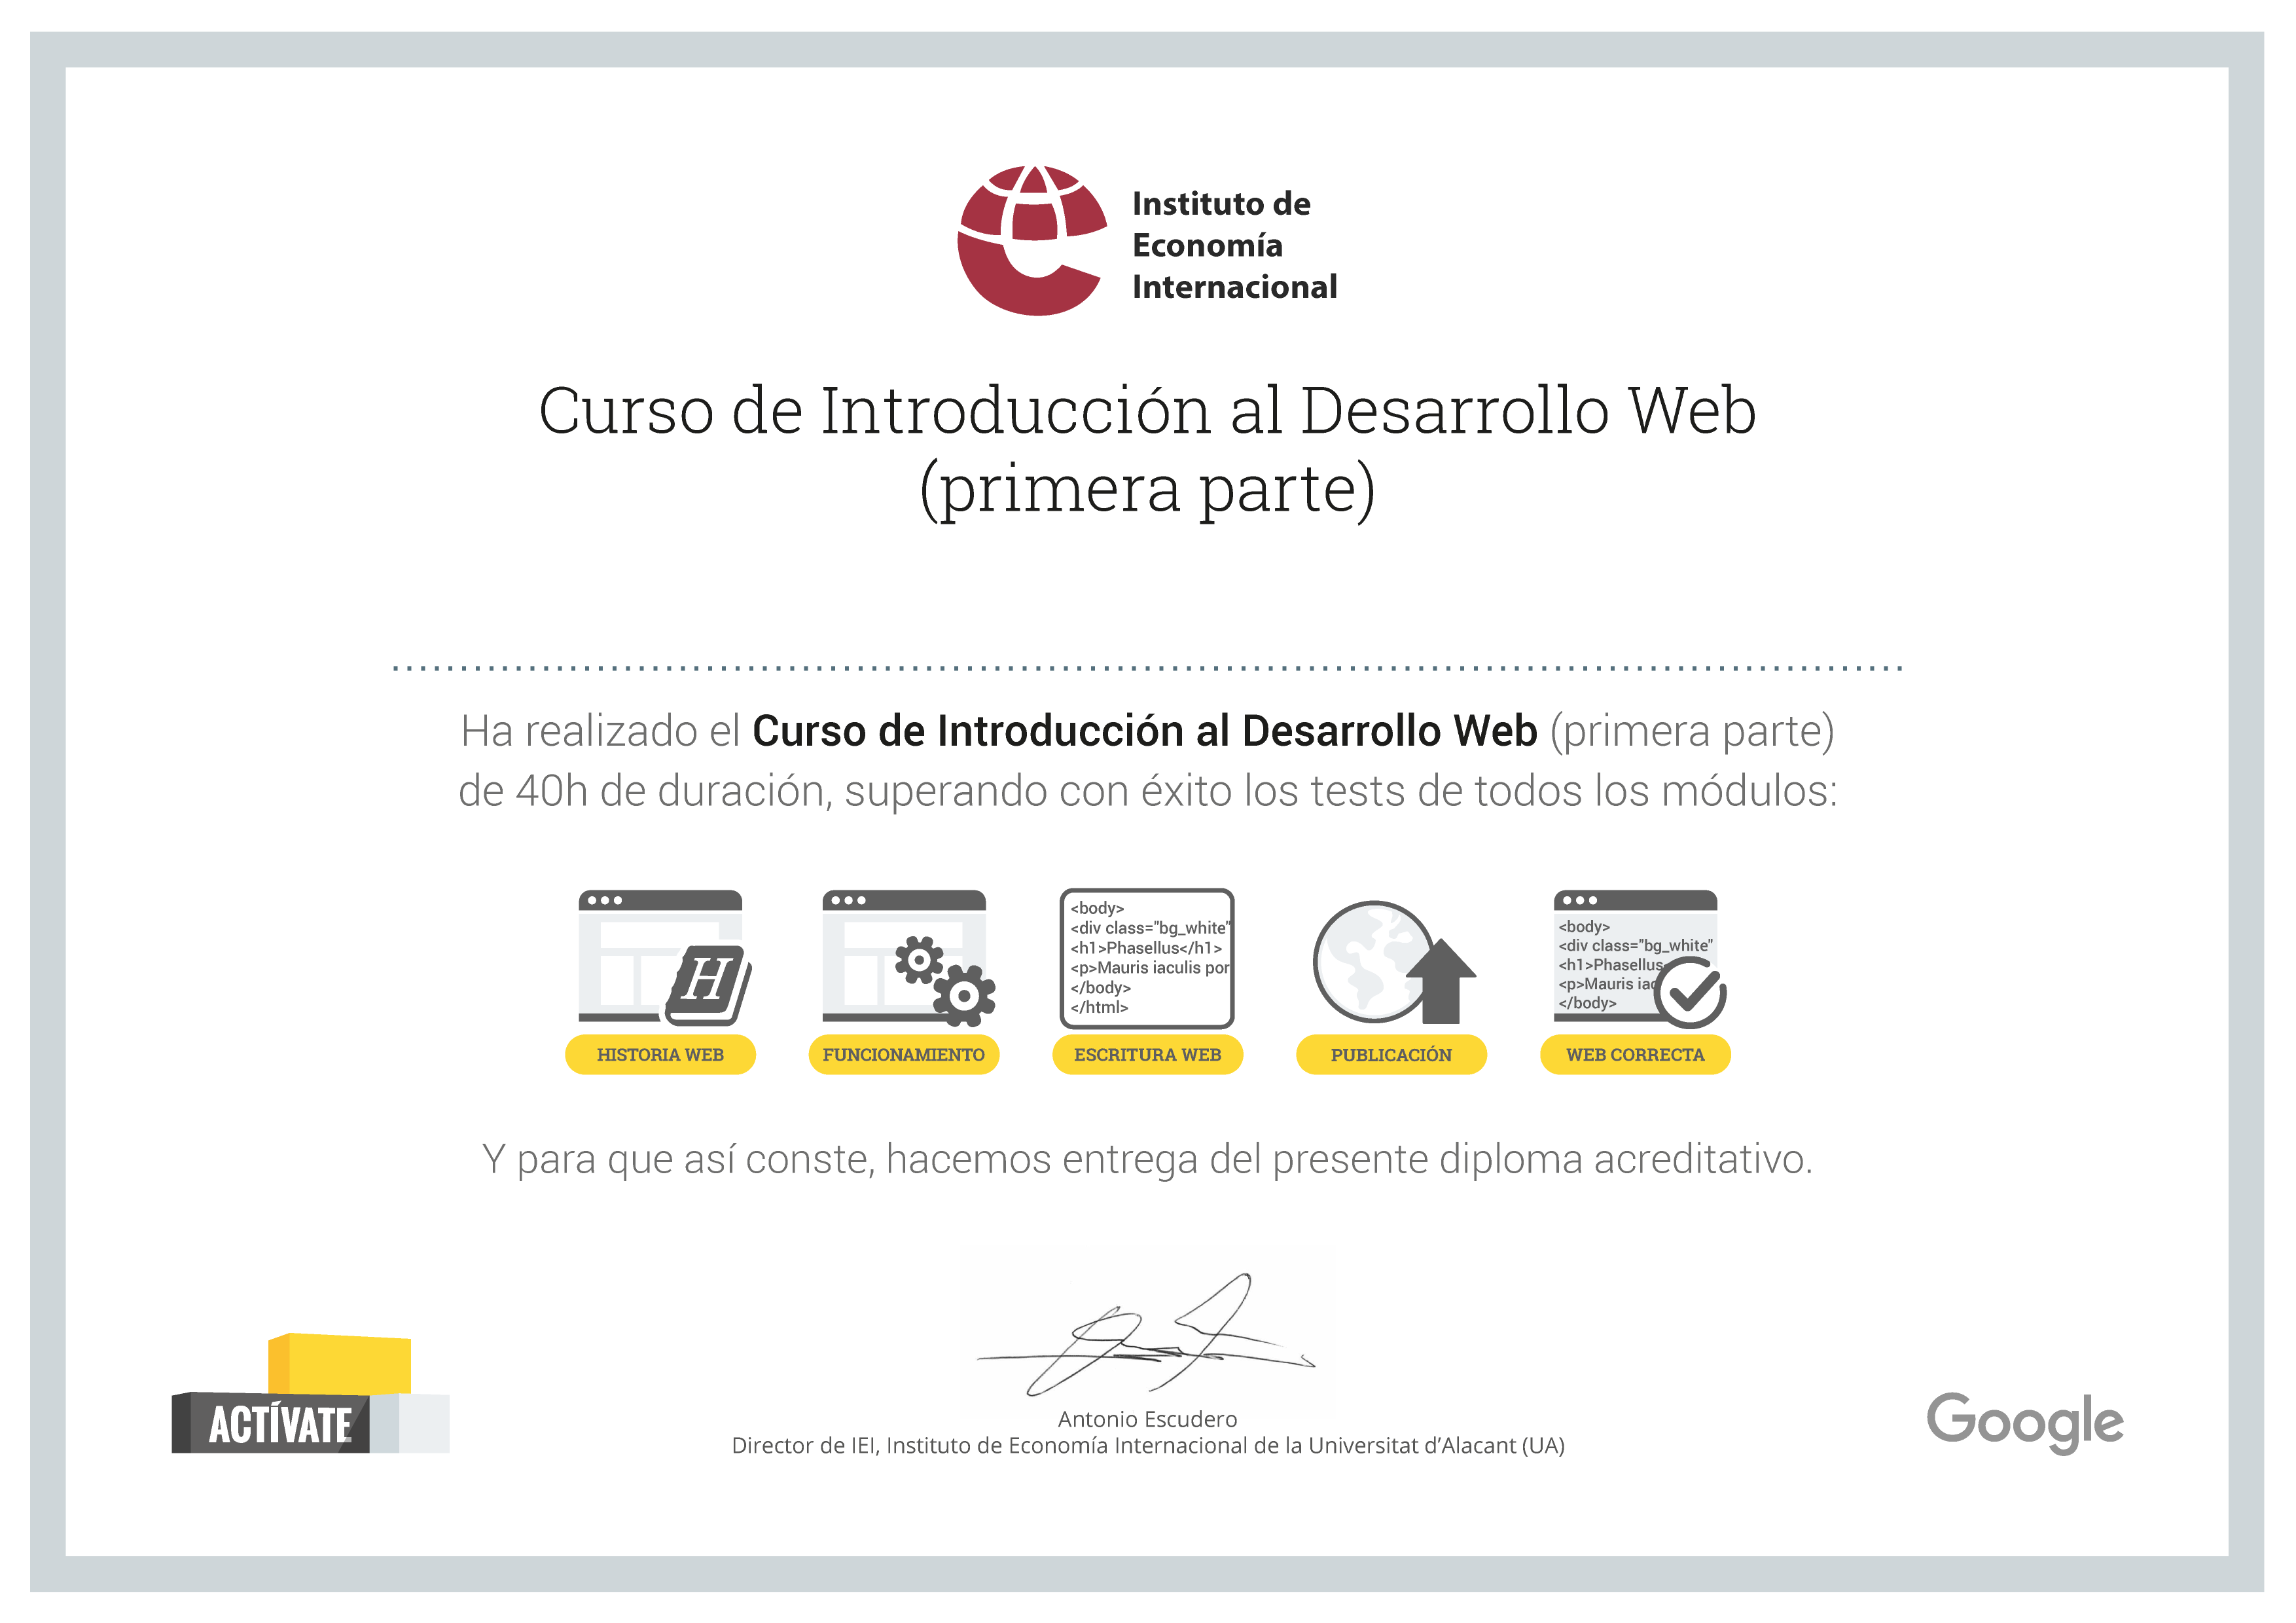 Instituto de
Economía
Internacional
Curso de Introducción al Desarrollo Web
(primera parte)
Ha realizado el Curso de Introducción al Desarrollo Web (primera parte)
de 40h de duración, superando con éxito los tests de todos los módulos:
H
<body>
<div class="bg_white"
<h1>Phasellus</h1>
<p>Mauris iaculis por
</body>
</html>
<body>
<div class="bg_white"
<h1>Phasellus
<p>Mauris iac
</body>
HISTORIA WEB
FUNCIONAMIENTO
ESCRITURA WEB
PUBLICACIÓN
WEB CORRECTA
Y para que así conste, hacemos entrega del presente diploma acreditativo.
Antonio Escudero
Director de IEI, Instituto de Economía Internacional de la Universitat d'Alacant (UA)
ACTÍVATE
Google